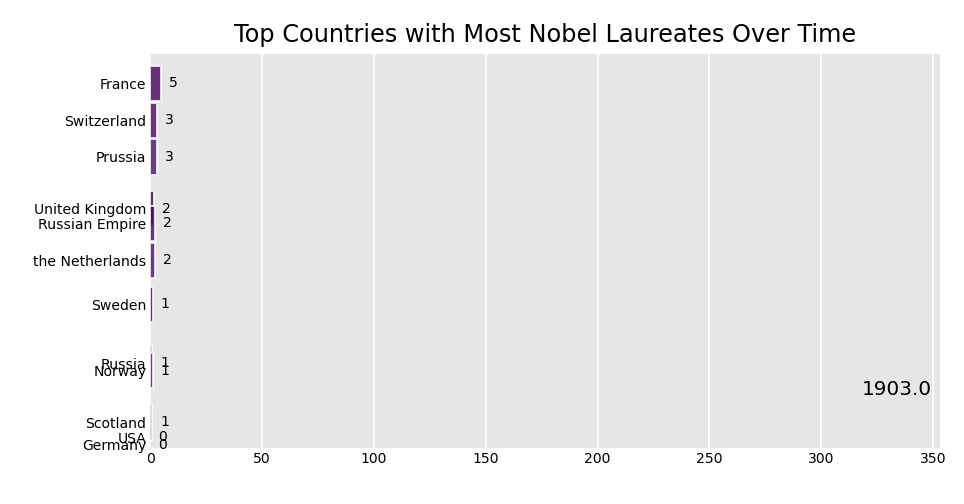 Top Countries with Most Nobel Laureates Over Time
France 5
Switzerland 3
Prussia 3
United Kingdom 2
Russian Empire 2
the Netherlands 2
Sweden 1
Russia 1
Norway 1
1903.0
Scotland 1
USA 0
Germany 0
0 50 100 150 200 250 300 350